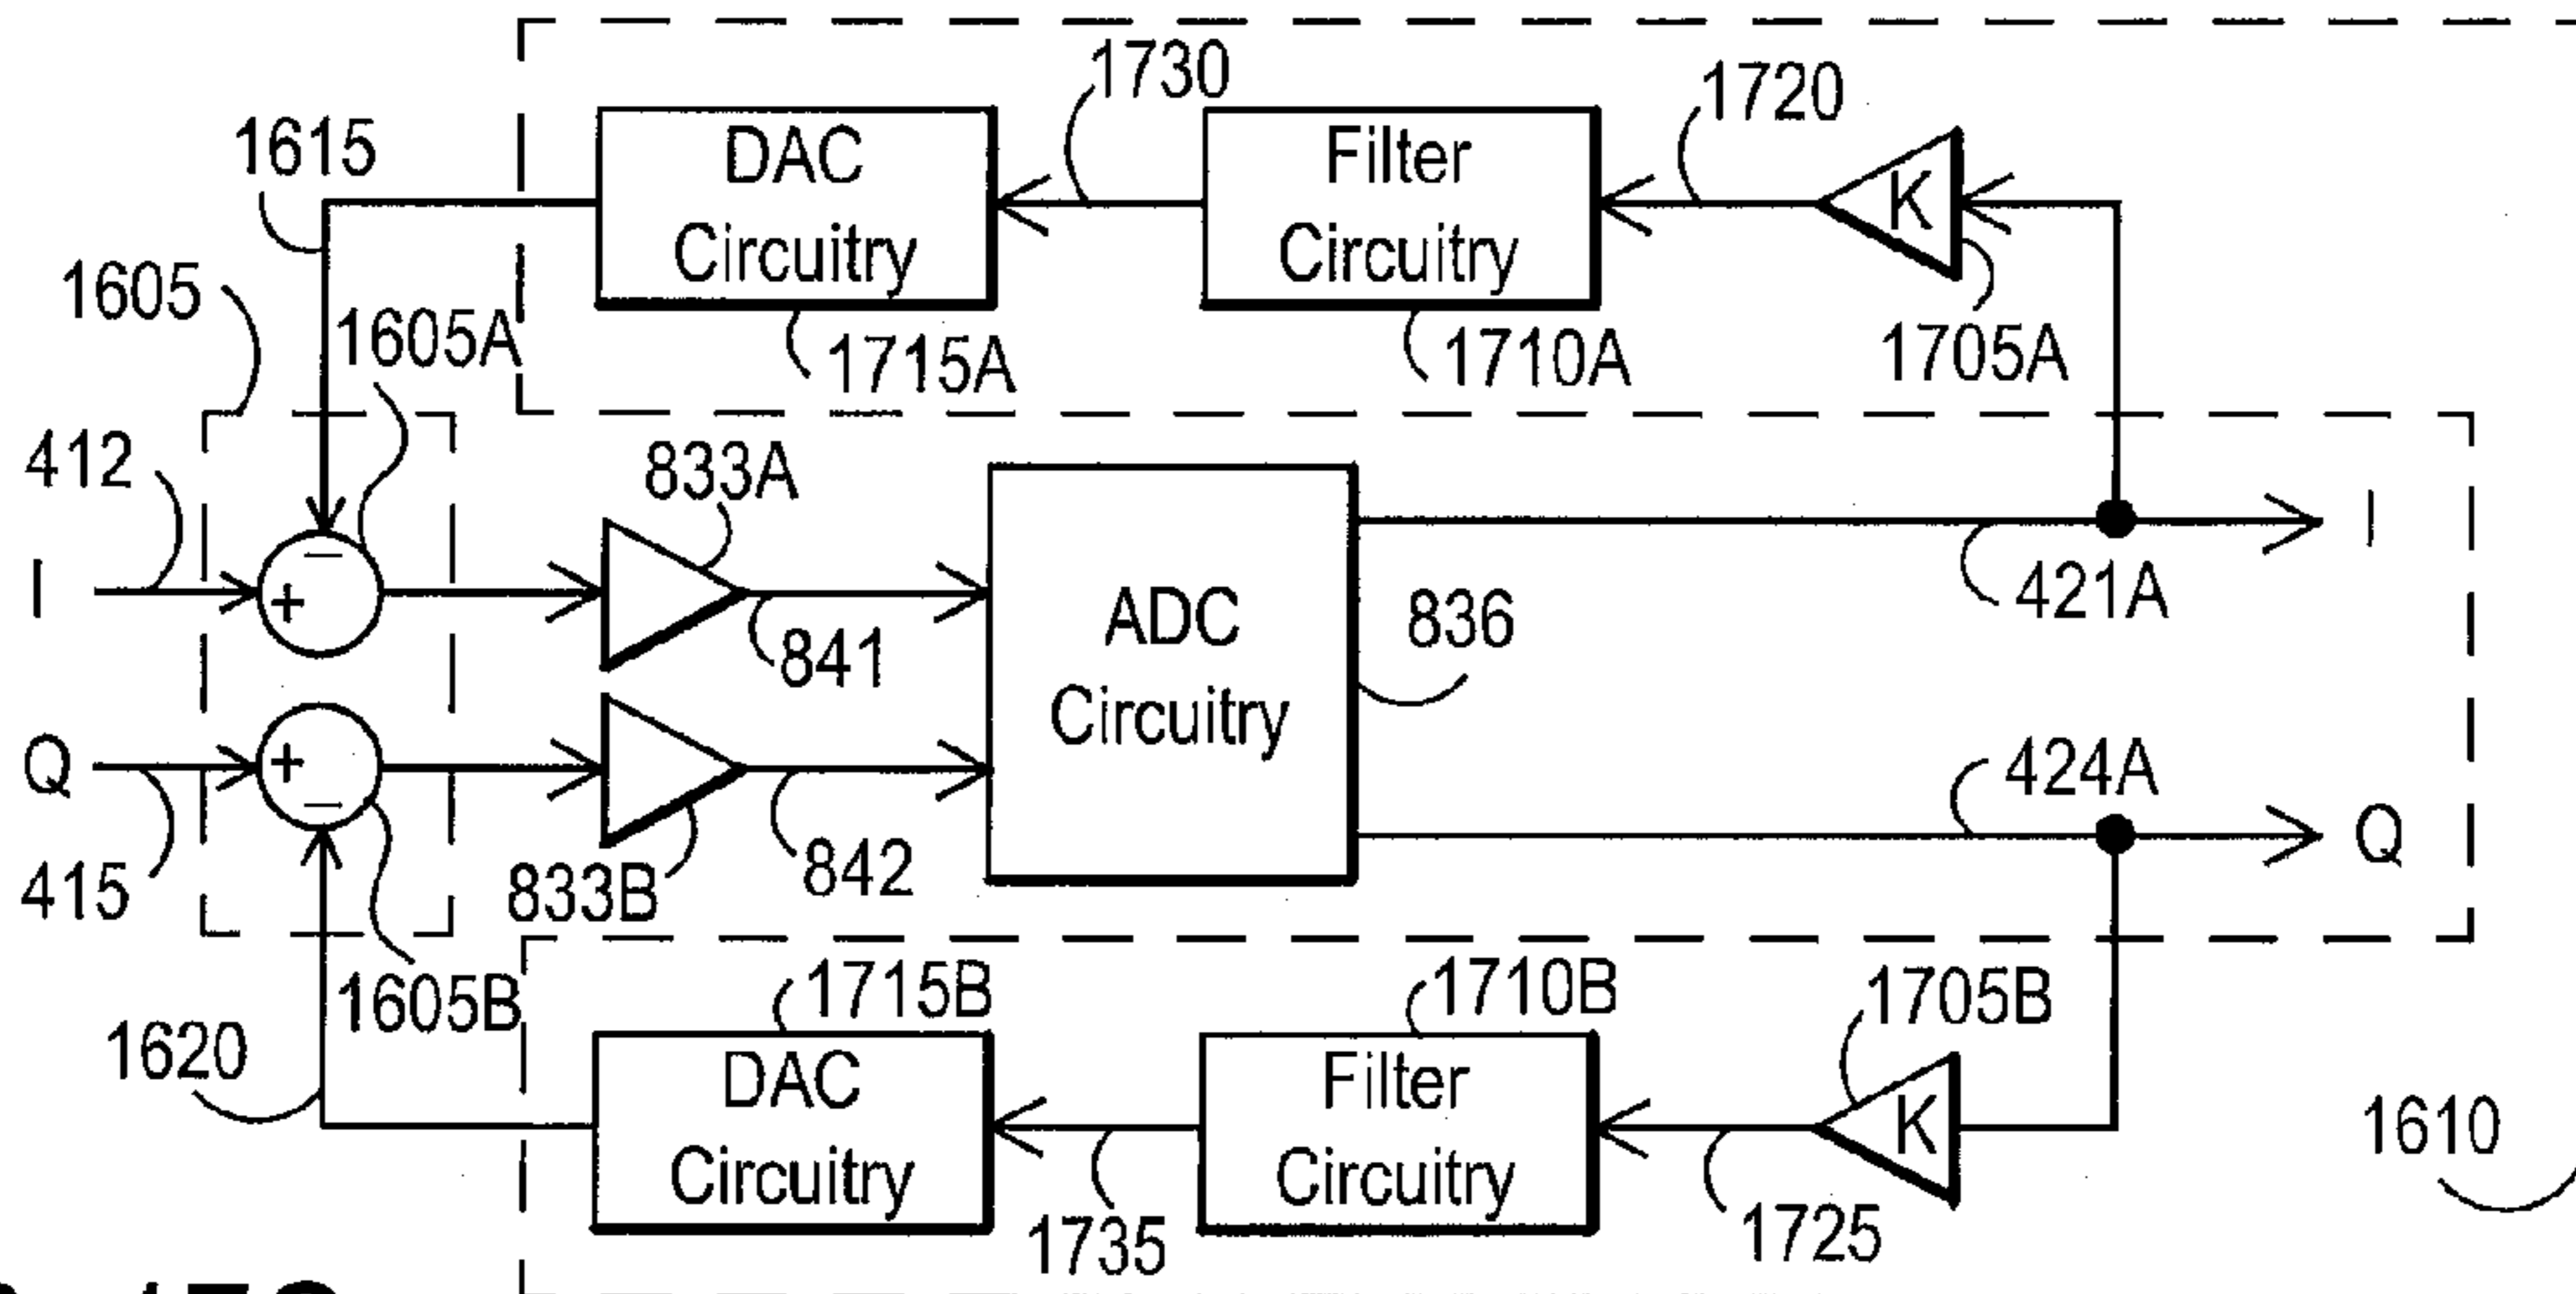 1730
1720
1615
DAC
Circuitry
Filter
Circuitry
K
1605
1605A
1715A
1710A
1705A
412
833A
I
I
421A
841
ADC
Circuitry
836
Q
424A
Q
415
833B
842
1605B
1715B
1710B
1705B
1620
DAC
Circuitry
Filter
Circuitry
K
1610
1735
1725